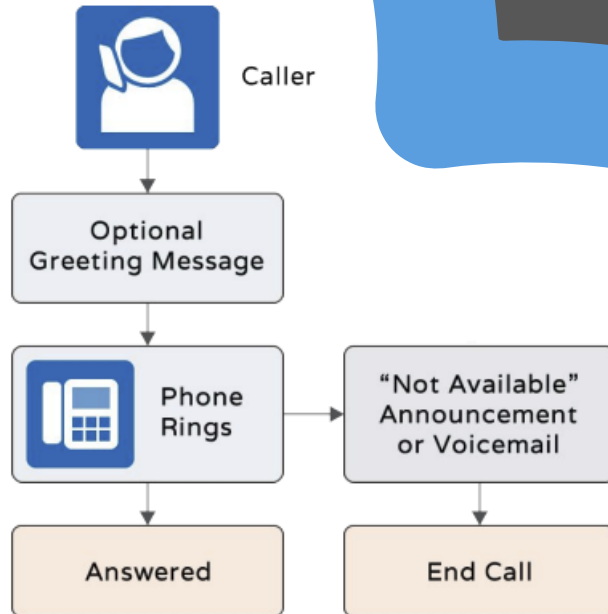 Caller
Optional
Greeting Message
Phone
Rings
“Not Available”
Announcement
or Voicemail
Answered
End Call